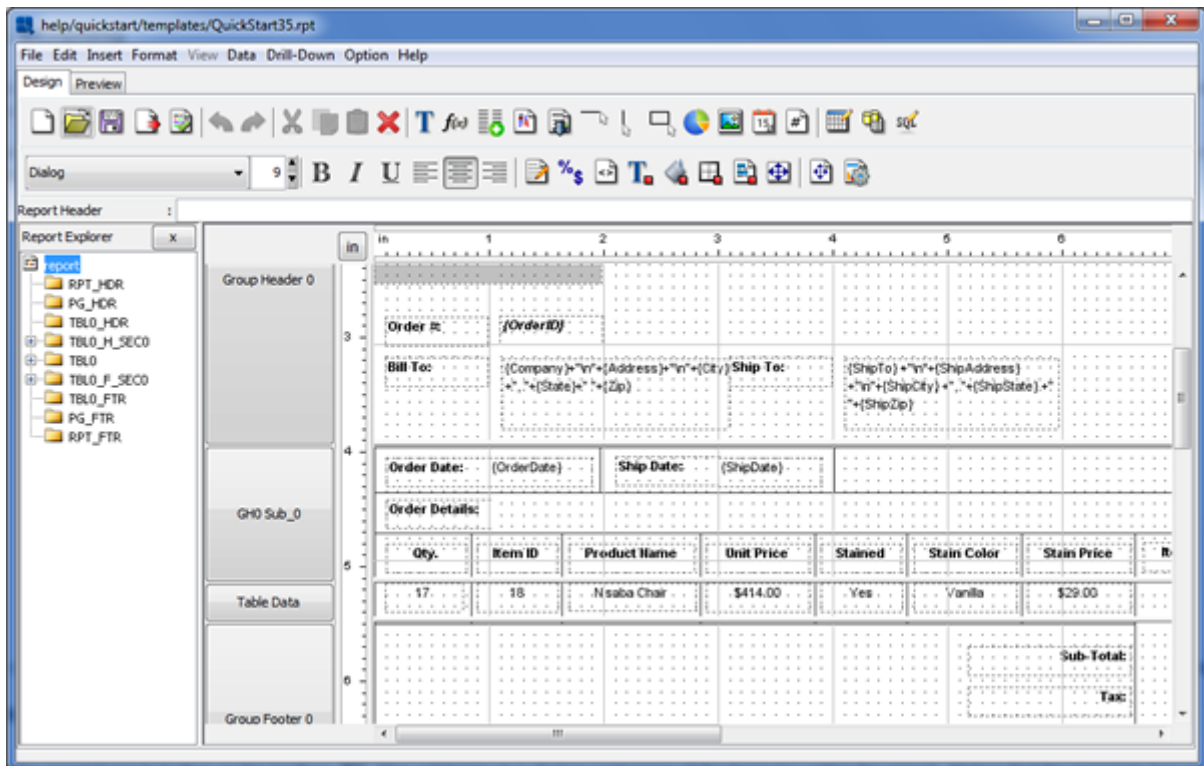 help/quickstart/templates/QuickStart35.rpt
File Edit Insert Format View Data Drill-Down Option Help
Design Preview
T f(x) 15 # SQL
Dialog 9 B I U %$ <> T
Report Header :
Report Explorer x
report
RPT_HDR
PG_HDR
TBL0_HDR
TBL0_H_SEC0
TBL0
TBL0_F_SEC0
TBL0_FTR
PG_FTR
RPT_FTR
in in 1 2 3 4 5 6
Group Header 0
3
Order #: {OrderID}
Bill To: {Company}+"\n"+{Address}+"\n"+{City} Ship To: {ShipTo}+"\n"+{ShipAddress}
+", "+{State}+" "+{Zip} +"\n"+{ShipCity}+", "+{ShipState}+"
"+{ShipZip}
4
Order Date: {OrderDate} Ship Date: {ShipDate}
GH0 Sub_0
Order Details:
5
Qty. Item ID Product Name Unit Price Stained Stain Color Stain Price
Table Data
17 18 Nisaba Chair $414.00 Yes Vanilla $29.00
Sub-Total:
6
Tax:
Group Footer 0